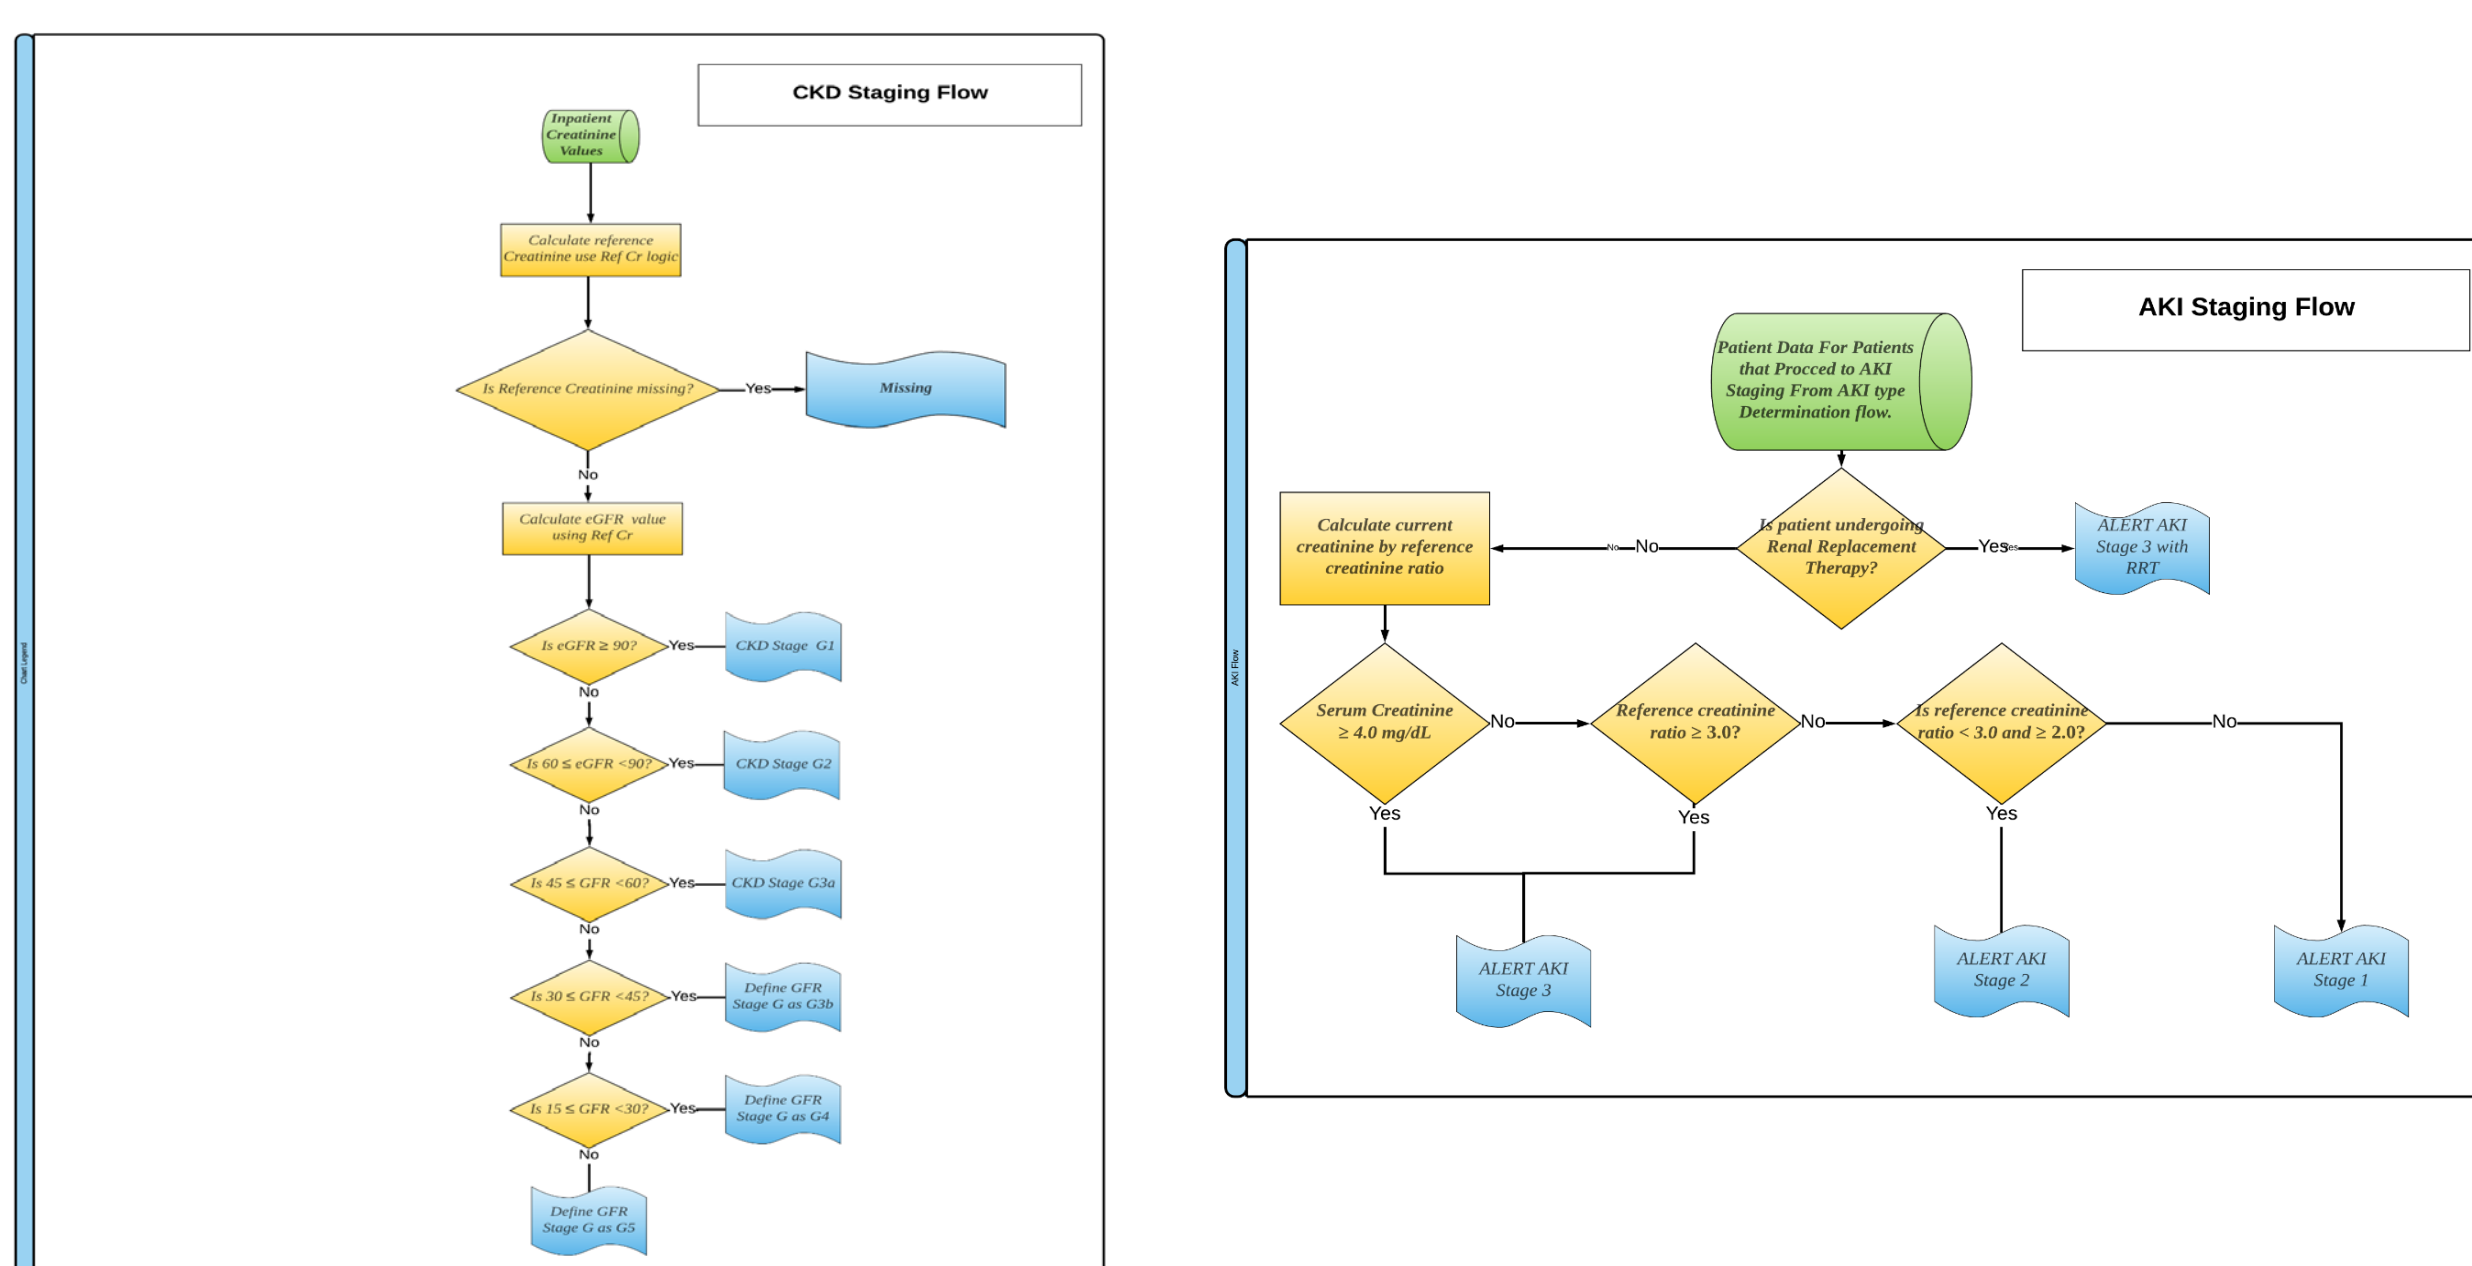 CKD Staging Flow
Inpatient
Creatinine
Values
Calculate reference
Creatinine use Ref Cr logic
Is Reference Creatinine missing?
Yes
Missing
No
Calculate eGFR value
using Ref Cr
Is eGFR ≥ 90?
Yes
CKD Stage G1
No
Is 60 ≤ eGFR <90?
Yes
CKD Stage G2
No
Is 45 ≤ GFR <60?
Yes
CKD Stage G3a
No
Is 30 ≤ GFR <45?
Yes
Define GFR
Stage G as G3b
No
Is 15 ≤ GFR <30?
Yes
Define GFR
Stage G as G4
No
Define GFR
Stage G as G5
Chart Legend
AKI Staging Flow
Patient Data For Patients
that Procced to AKI
Staging From AKI type
Determination flow.
Is patient undergoing
Renal Replacement
Therapy?
Yes
Yes
ALERT AKI
Stage 3 with
RRT
No
No
Calculate current
creatinine by reference
creatinine ratio
Serum Creatinine
≥ 4.0 mg/dL
No
Reference creatinine
ratio ≥ 3.0?
No
Is reference creatinine
ratio < 3.0 and ≥ 2.0?
No
Yes
Yes
Yes
ALERT AKI
Stage 3
ALERT AKI
Stage 2
ALERT AKI
Stage 1
AKI Flow